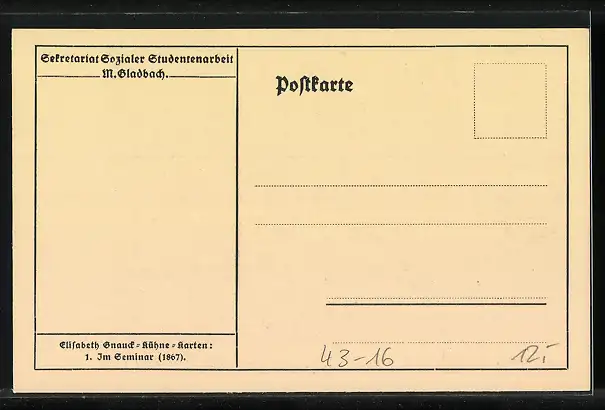 Sekretariat Sozialer Studentenarbeit
M. Gladbach.
Postkarte
Elisabeth Gnauck=Kühne=Karten:
1. Im Seminar (1867).
43-16
12,-